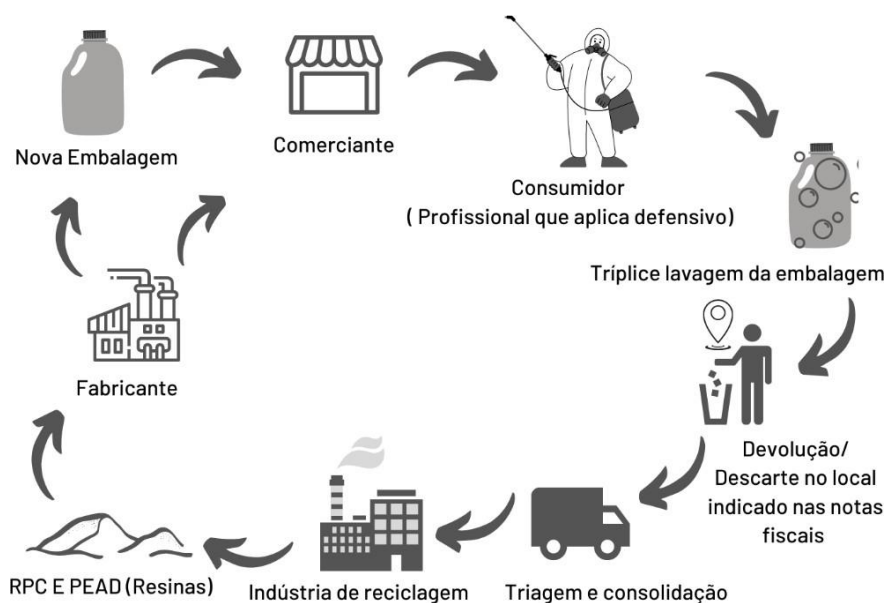 Nova Embalagem
Comerciante
Consumidor
( Profissional que aplica defensivo)
Tríplice lavagem da embalagem
Devolução/
Descarte no local
indicado nas notas
fiscais
Triagem e consolidação
Indústria de reciclagem
RPC E PEAD (Resinas)
Fabricante